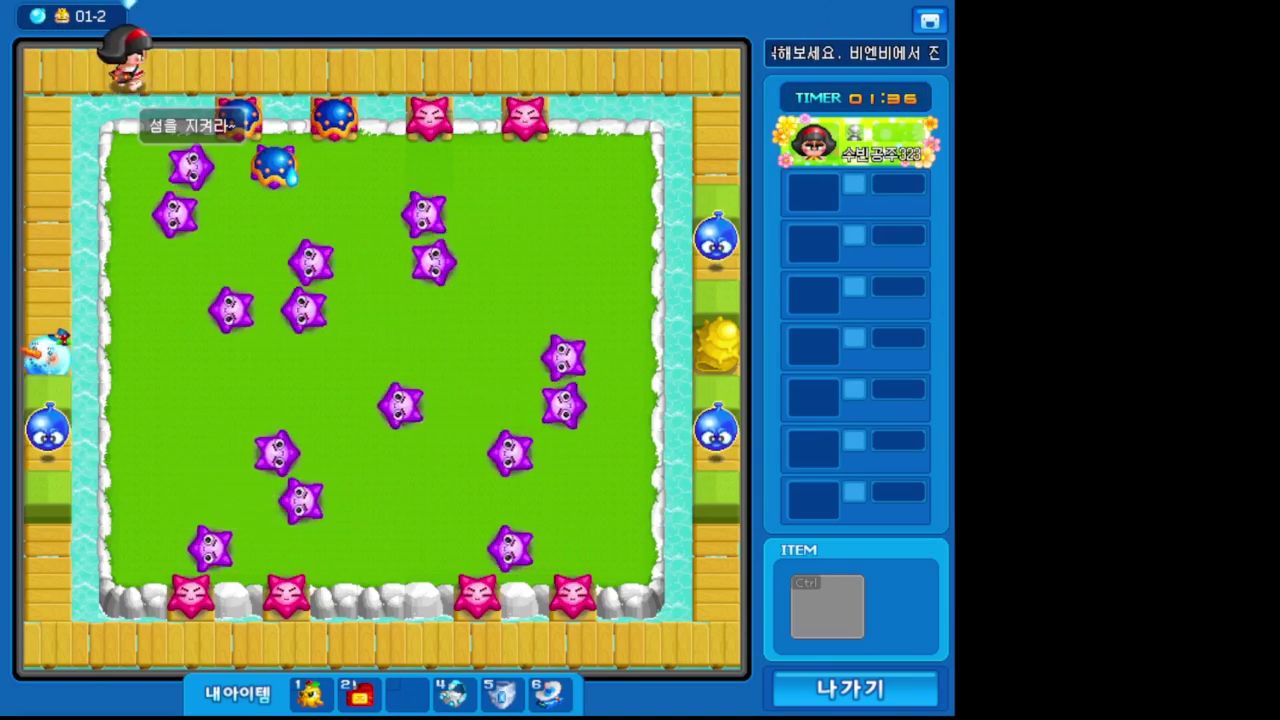 01-2
해보세요. 비엔비에서 진
TIMER 01:36
섬을 지켜라~
수빈공주323
ITEM
Ctrl
내아이템
1
2
4
5
6
나가기